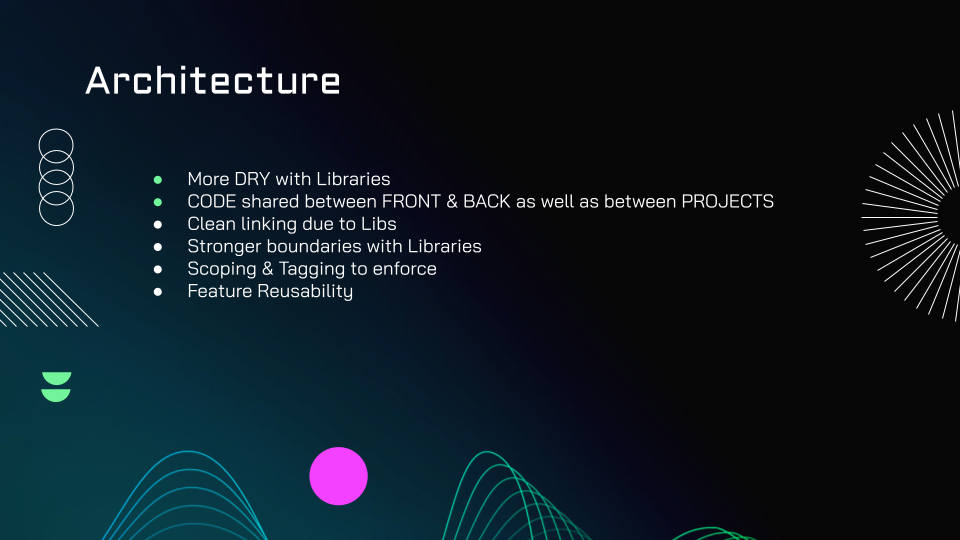 Architecture
● More DRY with Libraries
● CODE shared between FRONT & BACK as well as between PROJECTS
● Clean linking due to Libs
● Stronger boundaries with Libraries
● Scoping & Tagging to enforce
● Feature Reusability